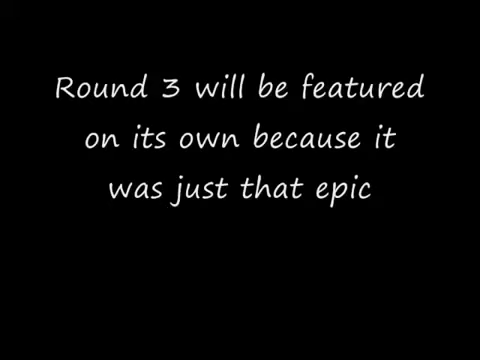 Round 3 will be featured
on its own because it
was just that epic